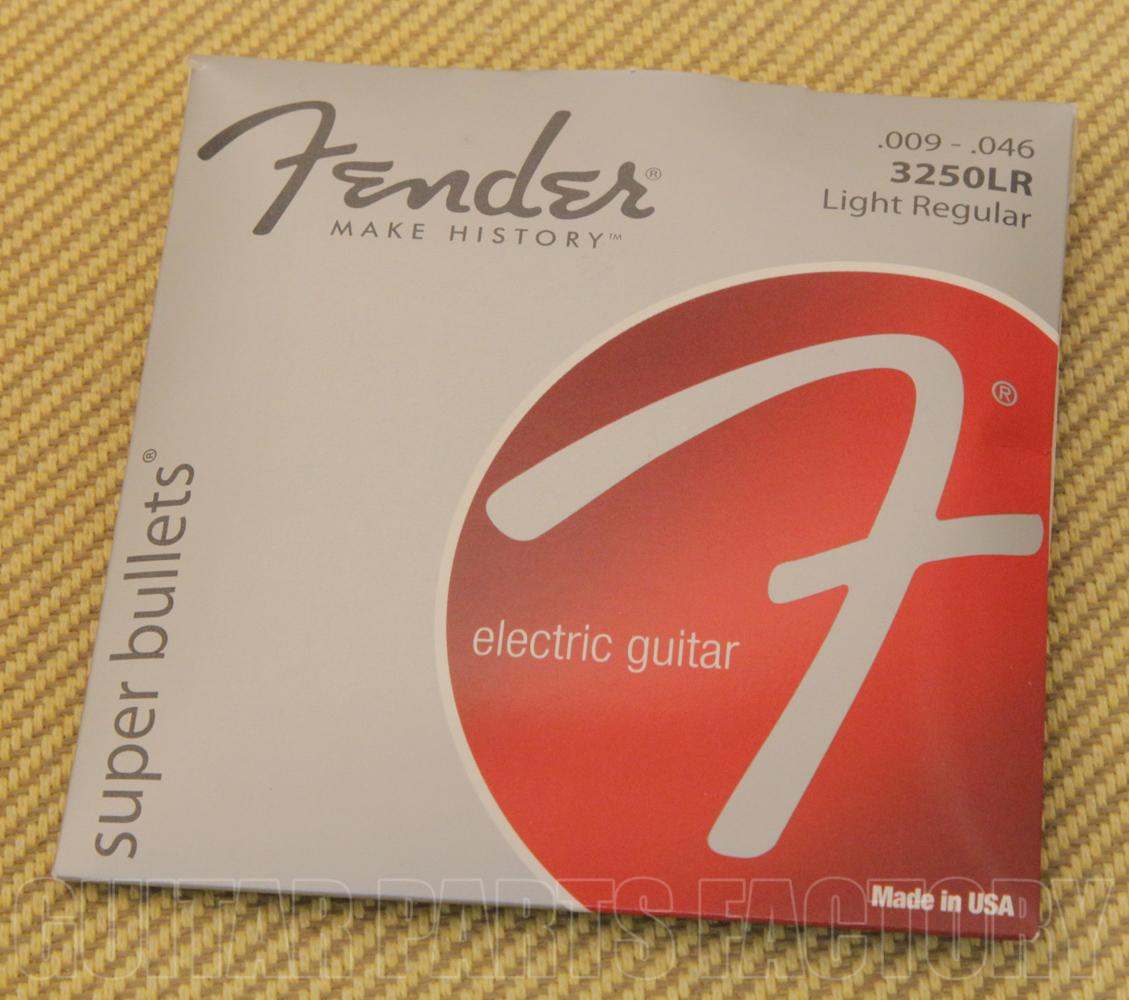 Fender®
MAKE HISTORY™
.009 - .046
3250LR
Light Regular
super bullets®
F®
electric guitar
Made in USA
GUITAR PARTS FACTORY